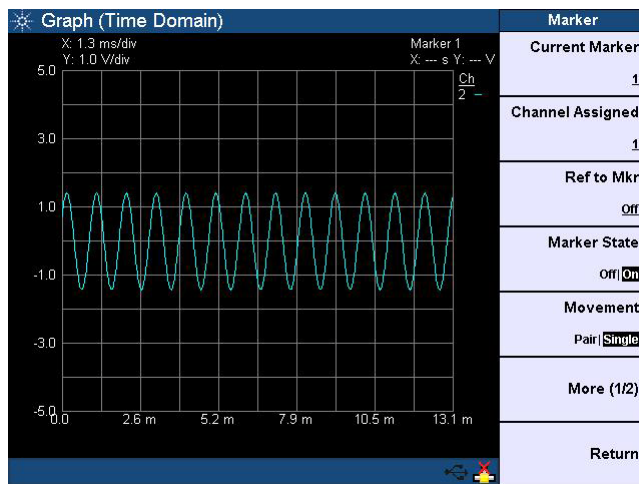 Graph (Time Domain)
X: 1.3 ms/div
Y: 1.0 V/div
Marker 1
X: --- s Y: --- V
Ch
2
5.0
3.0
1.0
-1.0
-3.0
-5.0
0.0
2.6 m
5.2 m
7.9 m
10.5 m
13.1 m
Marker
Current Marker
1
Channel Assigned
1
Ref to Mkr
Off
Marker State
Off| On
Movement
Pair| Single
More (1/2)
Return